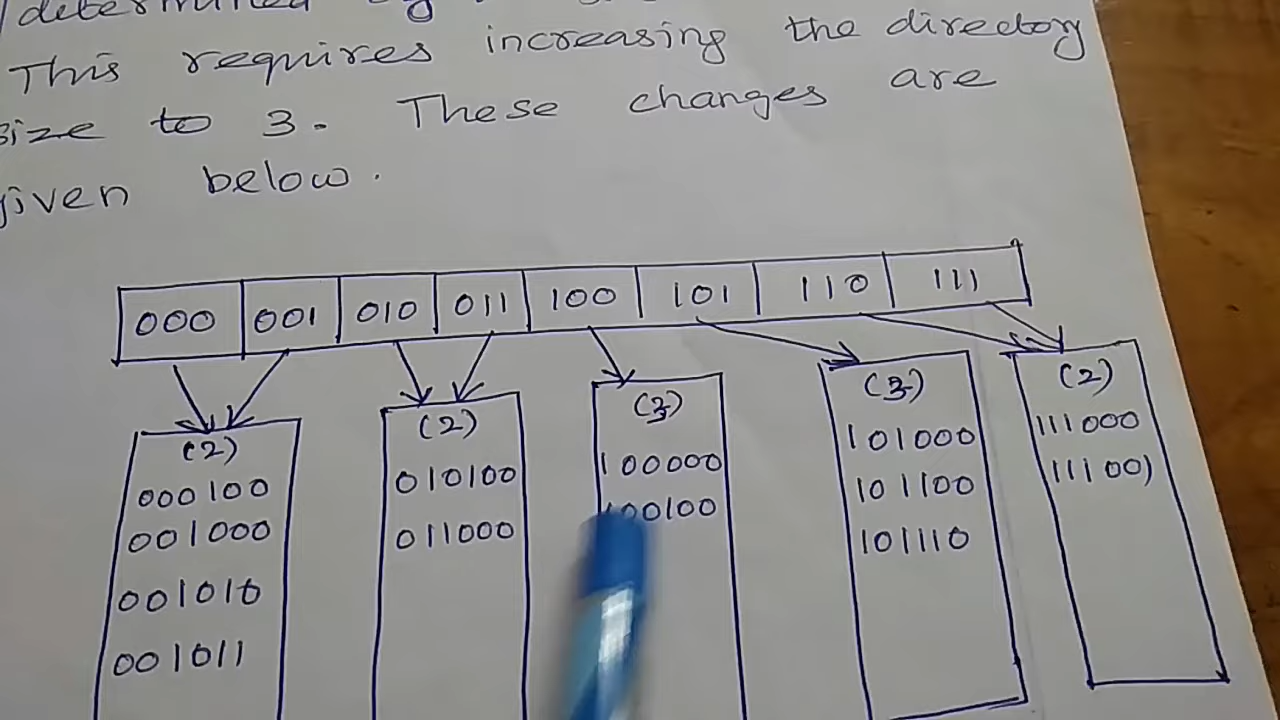 This requires increasing the directory
size to 3. These changes are
given below.
000 001 010 011 100 101 110 111
(2) (2) (3) (3) (2)
000100 010100 100000 101000 111000
001000 011000 100100 101100 111001
001010 101110
001011